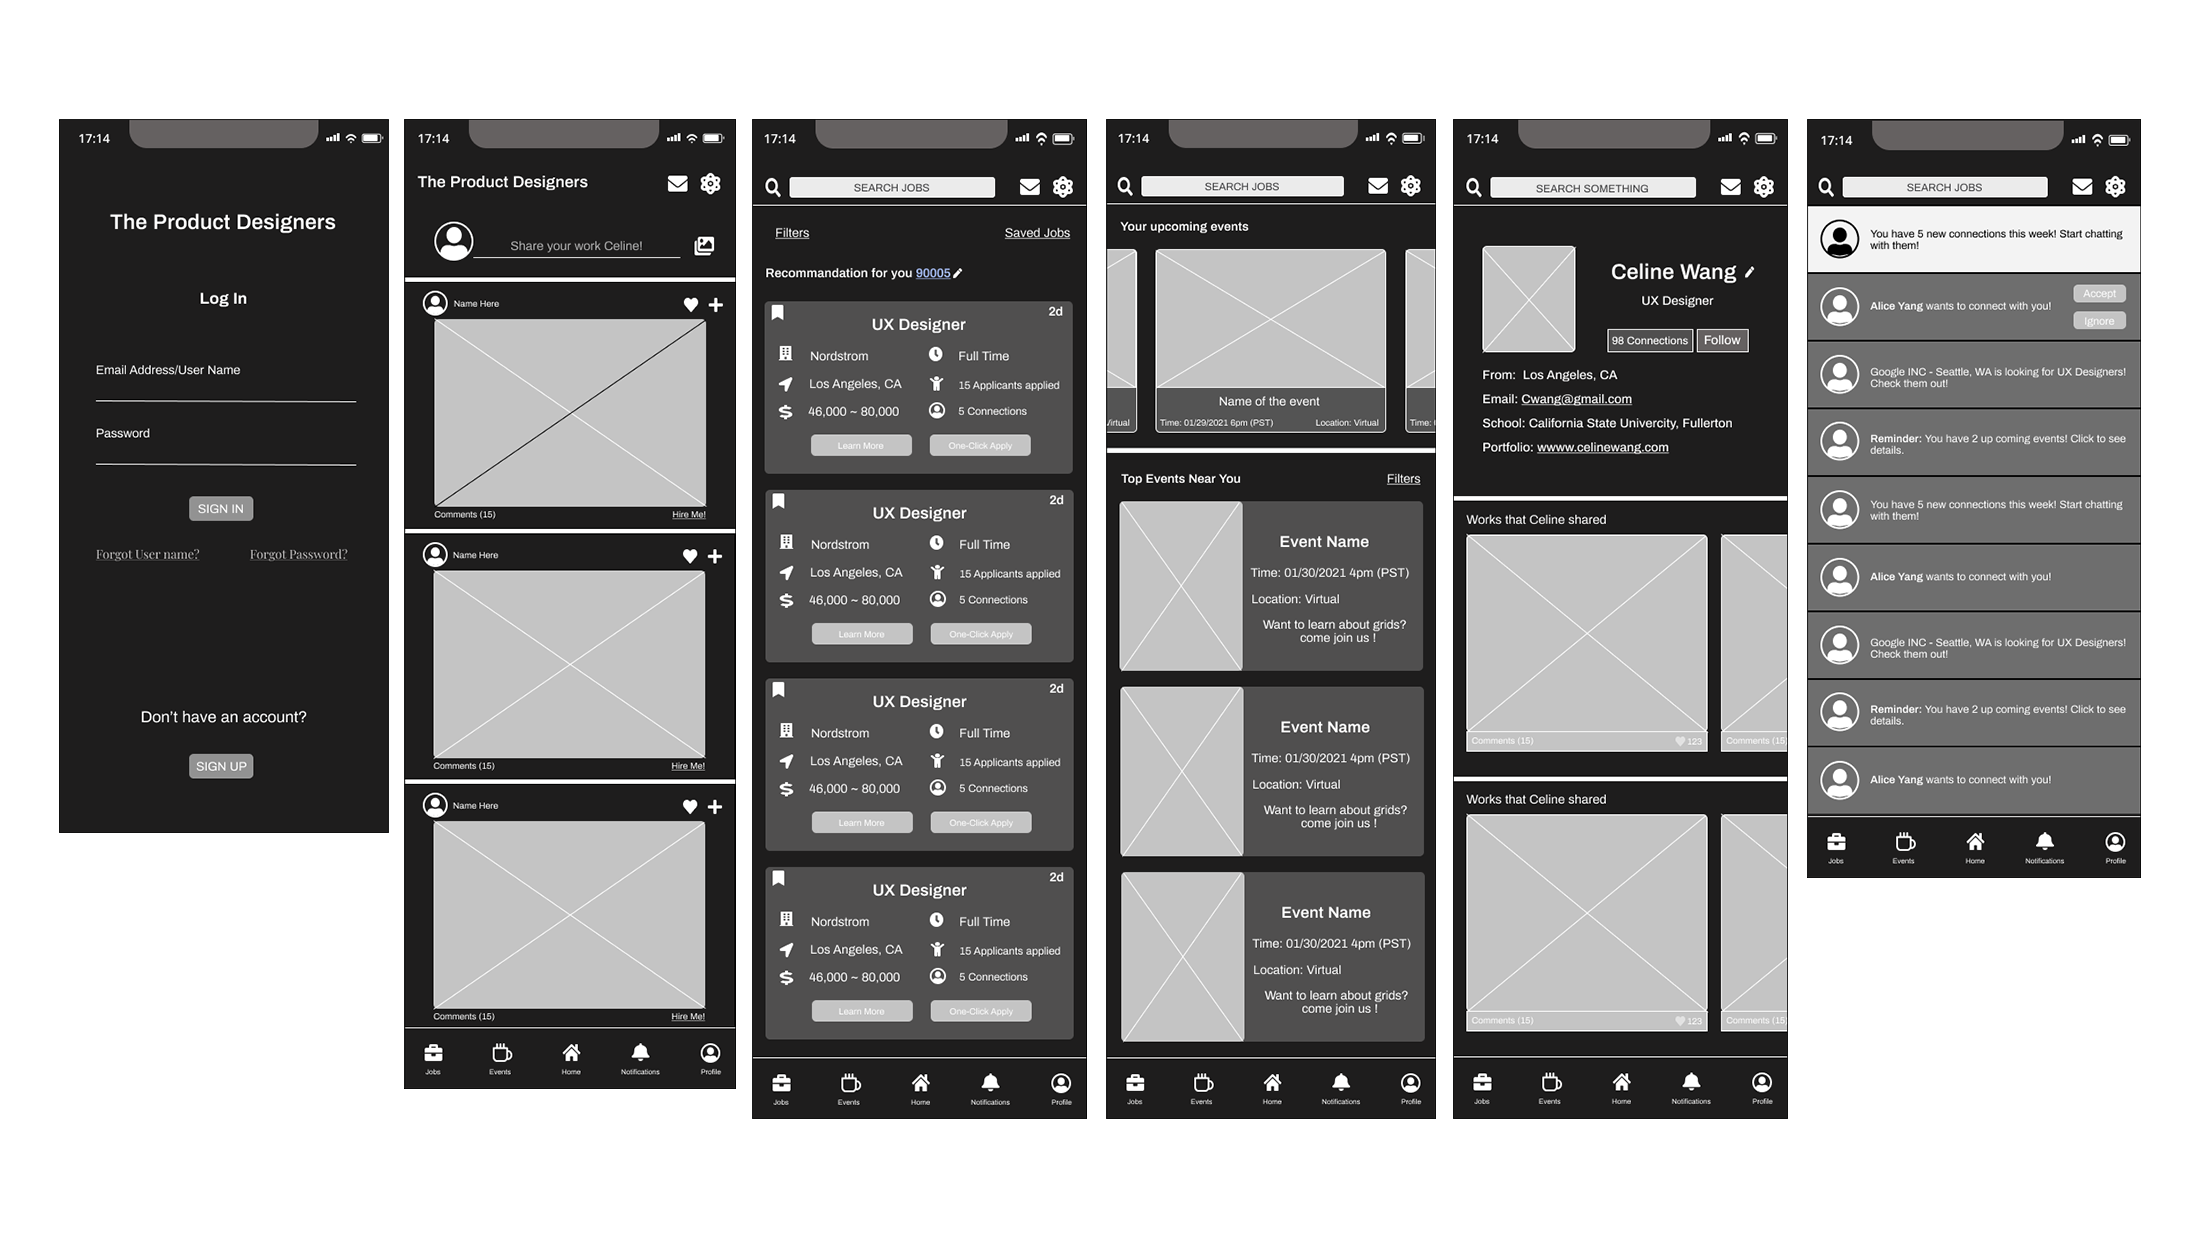 17:14
The Product Designers
Log In
Email Address/User Name
Password
SIGN IN
Forgot User name?
Forgot Password?
Don't have an account?
SIGN UP
17:14
The Product Designers
Share your work Celine!
Name Here
Comments (15)
Hire Me!
Name Here
Comments (15)
Hire Me!
Name Here
Comments (15)
Hire Me!
Jobs
Events
Home
Notifications
Profile
17:14
SEARCH JOBS
Filters
Saved Jobs
Recommandation for you 90005
2d
UX Designer
Nordstrom
Full Time
Los Angeles, CA
15 Applicants applied
46,000 ~ 80,000
5 Connections
Learn More
One-Click Apply
2d
UX Designer
Nordstrom
Full Time
Los Angeles, CA
15 Applicants applied
46,000 ~ 80,000
5 Connections
Learn More
One-Click Apply
2d
UX Designer
Nordstrom
Full Time
Los Angeles, CA
15 Applicants applied
46,000 ~ 80,000
5 Connections
Learn More
One-Click Apply
2d
UX Designer
Nordstrom
Full Time
Los Angeles, CA
15 Applicants applied
46,000 ~ 80,000
5 Connections
Learn More
One-Click Apply
Jobs
Events
Home
Notifications
Profile
17:14
SEARCH JOBS
Your upcoming events
Virtual
Name of the event
Time: 01/29/2021 6pm (PST)
Location: Virtual
Time:
Top Events Near You
Filters
Event Name
Time: 01/30/2021 4pm (PST)
Location: Virtual
Want to learn about grids?
come join us !
Event Name
Time: 01/30/2021 4pm (PST)
Location: Virtual
Want to learn about grids?
come join us !
Event Name
Time: 01/30/2021 4pm (PST)
Location: Virtual
Want to learn about grids?
come join us !
Jobs
Events
Home
Notifications
Profile
17:14
SEARCH SOMETHING
Celine Wang
UX Designer
98 Connections
Follow
From: Los Angeles, CA
Email: Cwang@gmail.com
School: California State Univercity, Fullerton
Portfolio: wwww.celinewang.com
Works that Celine shared
Comments (15)
123
Comments (15)
Works that Celine shared
Comments (15)
123
Comments (15)
Jobs
Events
Home
Notifications
Profile
17:14
SEARCH JOBS
You have 5 new connections this week! Start chatting
with them!
Alice Yang wants to connect with you!
Accept
Ignore
Google INC - Seattle, WA is looking for UX Designers!
Check them out!
Reminder: You have 2 up coming events! Click to see
details.
You have 5 new connections this week! Start chatting
with them!
Alice Yang wants to connect with you!
Google INC - Seattle, WA is looking for UX Designers!
Check them out!
Reminder: You have 2 up coming events! Click to see
details.
Alice Yang wants to connect with you!
Jobs
Events
Home
Notifications
Profile